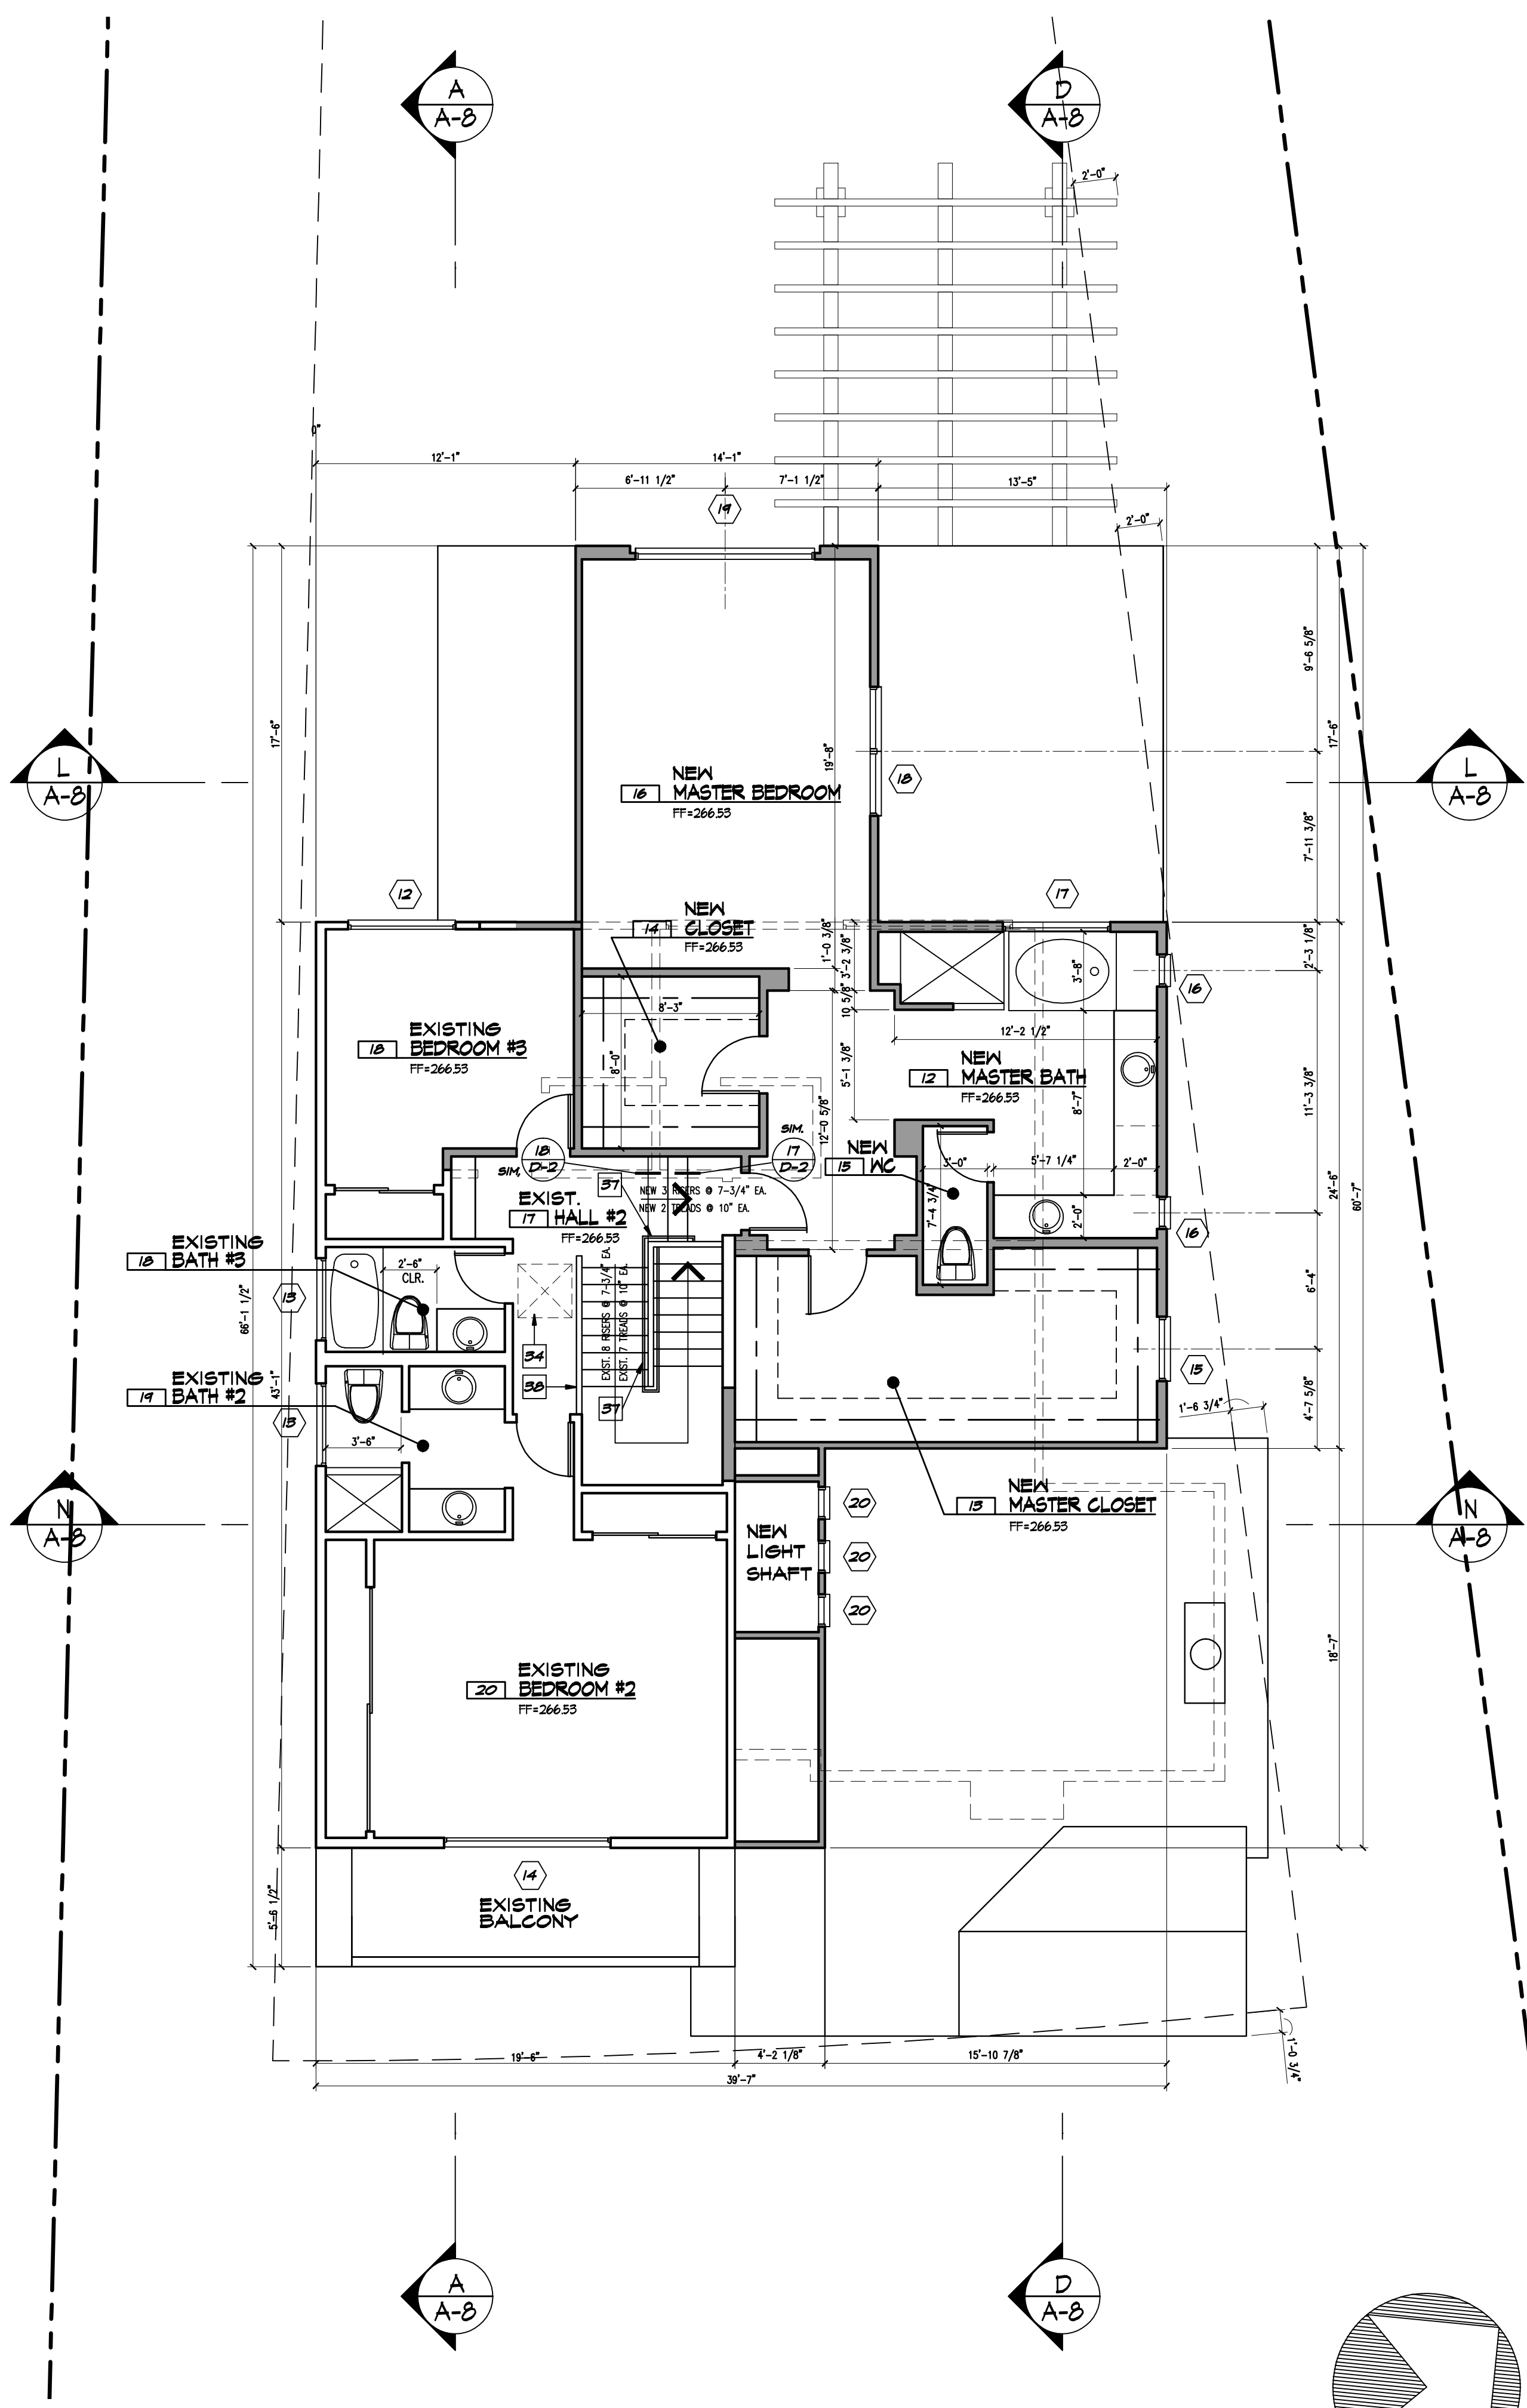 A
A-8
D
A-8
2'-0"
0"
12'-1"
14'-1"
6'-11 1/2"
7'-1 1/2"
13'-5"
19
2'-0"
9'-6 5/8"
17'-6"
17'-6"
19'-8"
L
A-8
L
A-8
NEW
16 MASTER BEDROOM
FF=266.53
18
7'-11 3/8"
12
17
NEW
14 CLOSET
FF=266.53
1'-0 3/8"
3'-2 3/8"
2'-3 1/8"
3'-8"
16
8'-3"
10 5/8"
EXISTING
18 BEDROOM #3
FF=266.53
12'-2 1/2"
8'-0"
5'-1 3/8"
NEW
12 MASTER BATH
FF=266.53
8'-7"
11'-3 3/8"
12'-0 5/8"
SIM.
17
D-2
18
D-2
SIM.
NEW
15 WC
3'-0"
5'-7 1/4"
2'-0"
24'-6"
60'-7"
37
NEW 3 RISERS @ 7-3/4" EA.
NEW 2 TREADS @ 10" EA.
EXIST.
17 HALL #2
FF=266.53
7'-4 3/4"
2'-0"
16
EXISTING
18 BATH #3
2'-6"
CLR.
13
EXIST. 8 RISERS @ 7-3/4" EA.
EXIST. 7 TREADS @ 10" EA.
6'-4"
66'-1 1/2"
34
38
37
15
EXISTING
19 BATH #2
43'-1"
13
3'-6"
1'-6 3/4"
4'-7 5/8"
N
A-8
N
A-8
NEW
13 MASTER CLOSET
FF=266.53
20
NEW
LIGHT
SHAFT
20
20
EXISTING
20 BEDROOM #2
FF=266.53
18'-7"
14
EXISTING
BALCONY
5'-6 1/2"
19'-6"
4'-2 1/8"
15'-10 7/8"
1'-0 3/4"
39'-7"
A
A-8
D
A-8